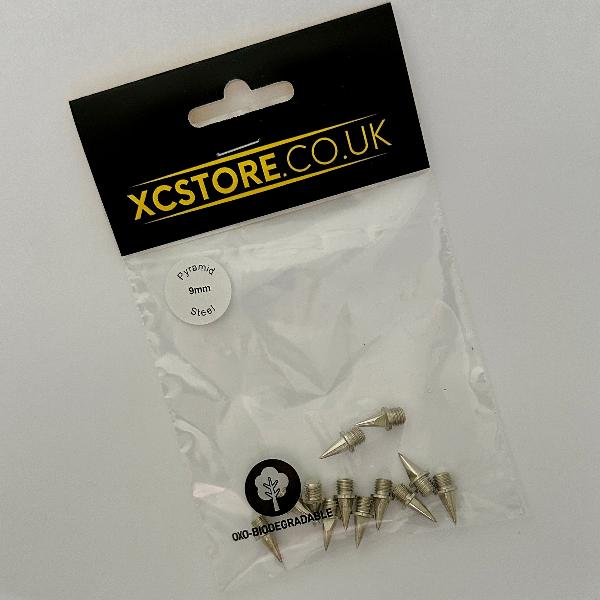 XCSTORE.CO.UK
Pyramid
9mm
Steel
OXO-BIODEGRADABLE